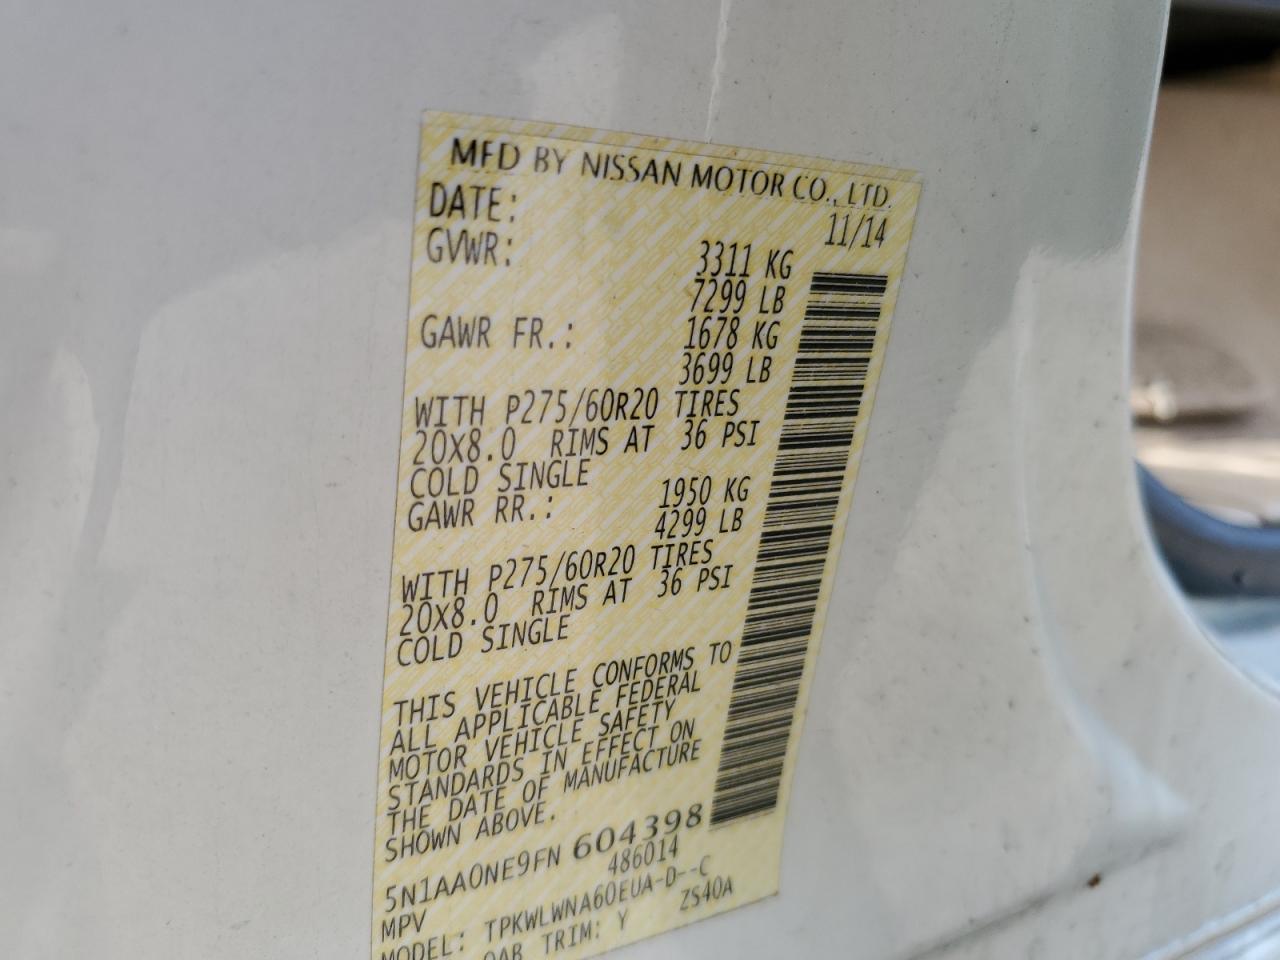 MFD BY NISSAN MOTOR CO., LTD.
DATE: 11/14
GVWR: 3311 KG
7299 LB
GAWR FR.: 1678 KG
3699 LB
WITH P275/60R20 TIRES
20X8.0 RIMS AT 36 PSI
COLD SINGLE
GAWR RR.: 1950 KG
4299 LB
WITH P275/60R20 TIRES
20X8.0 RIMS AT 36 PSI
COLD SINGLE
THIS VEHICLE CONFORMS TO
ALL APPLICABLE FEDERAL
MOTOR VEHICLE SAFETY
STANDARDS IN EFFECT ON
THE DATE OF MANUFACTURE
SHOWN ABOVE.
5N1AA0NE9FN 604398
MPV 486014
MODEL: TPKWLWNA60EUA-D--C
QAB TRIM: Y ZS40A